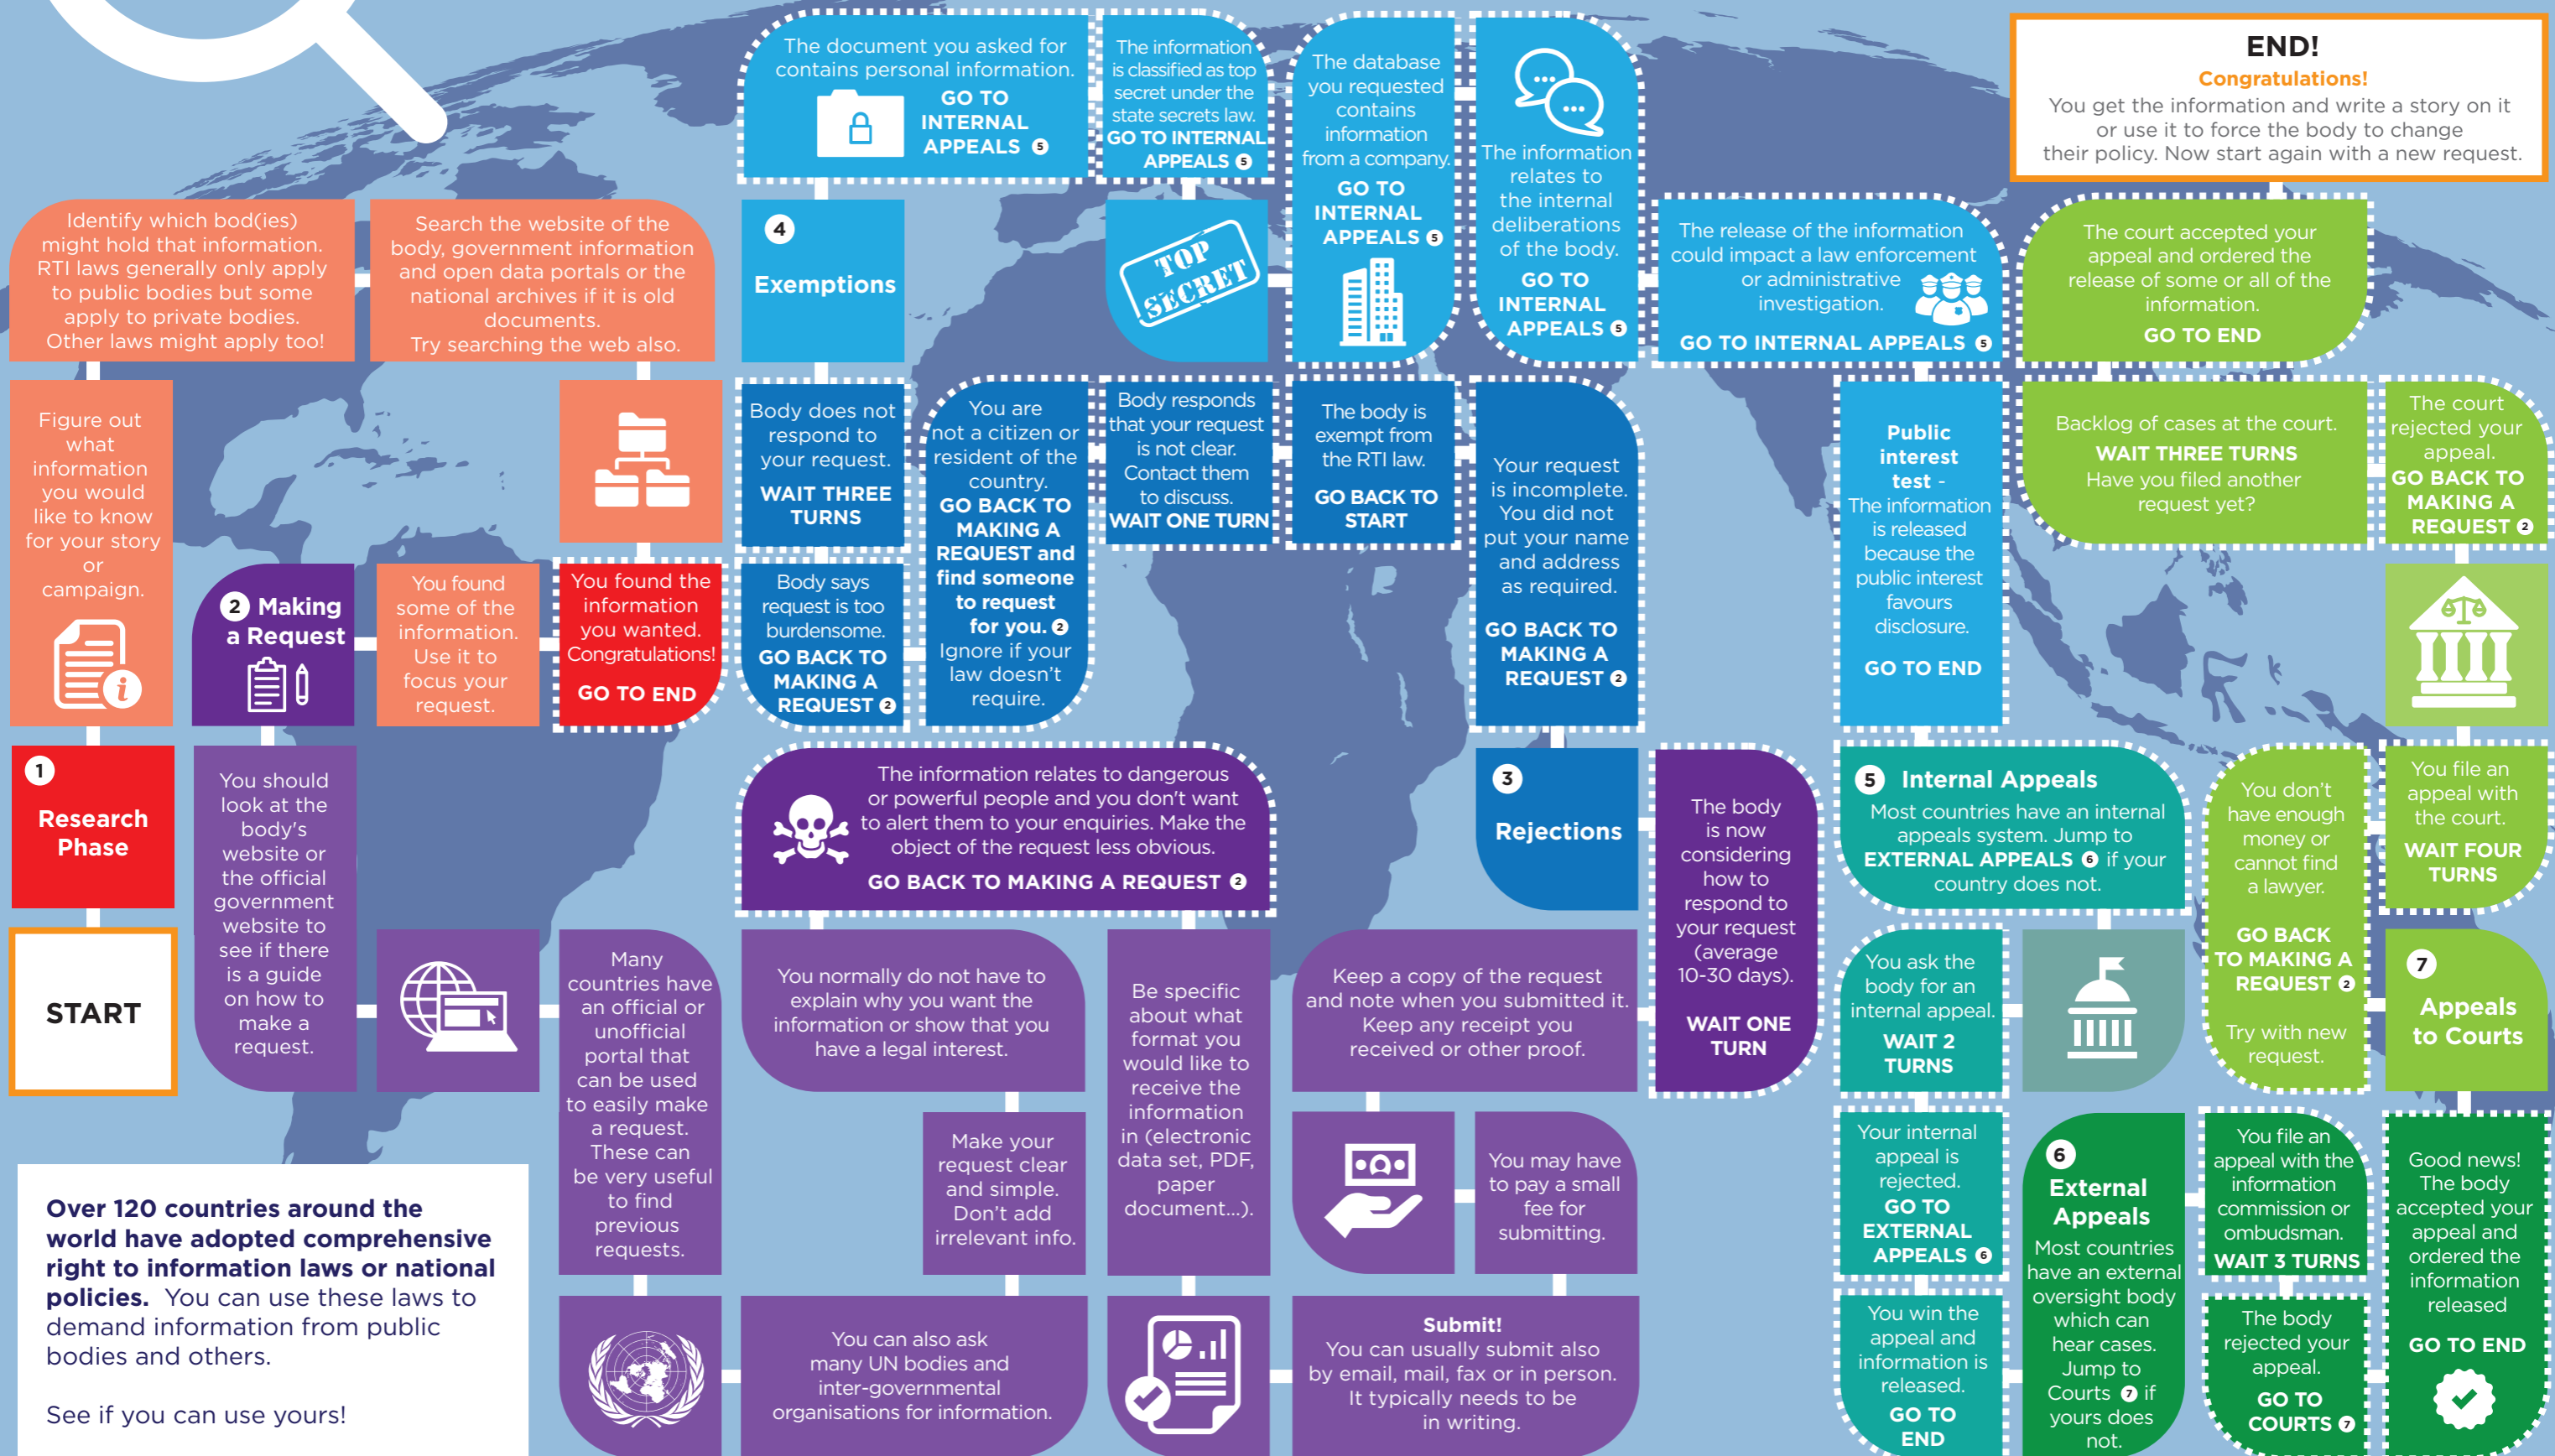 START
1
Research
Phase
Figure out
what
information
you would
like to know
for your story
or
campaign.
i
Identify which bod(ies)
might hold that information.
RTI laws generally only apply
to public bodies but some
apply to private bodies.
Other laws might apply too!
Search the website of the
body, government information
and open data portals or the
national archives if it is old
documents.
Try searching the web also.
You found the
information
you wanted.
Congratulations!
GO TO END
You found
some of the
information.
Use it to
focus your
request.
2 Making
a Request
You should
look at the
body's
website or
the official
government
website to
see if there
is a guide
on how to
make a
request.
Many
countries have
an official or
unofficial
portal that
can be used
to easily make
a request.
These can
be very useful
to find
previous
requests.
You can also ask
many UN bodies and
inter-governmental
organisations for information.
Make your
request clear
and simple.
Don't add
irrelevant info.
You normally do not have to
explain why you want the
information or show that you
have a legal interest.
The information relates to dangerous
or powerful people and you don't want
to alert them to your enquiries. Make the
object of the request less obvious.
GO BACK TO MAKING A REQUEST 2
Be specific
about what
format you
would like to
receive the
information
in (electronic
data set, PDF,
paper
document...).
Submit!
You can usually submit also
by email, mail, fax or in person.
It typically needs to be
in writing.
You may have
to pay a small
fee for
submitting.
Keep a copy of the request
and note when you submitted it.
Keep any receipt you
received or other proof.
The body
is now
considering
how to
respond to
your request
(average
10-30 days).
WAIT ONE
TURN
3
Rejections
Your request
is incomplete.
You did not
put your name
and address
as required.
GO BACK TO
MAKING A
REQUEST 2
The body is
exempt from
the RTI law.
GO BACK TO
START
Body responds
that your request
is not clear.
Contact them
to discuss.
WAIT ONE TURN
You are
not a citizen or
resident of the
country.
GO BACK TO
MAKING A
REQUEST and
find someone
to request
for you. 2
Ignore if your
law doesn't
require.
Body says
request is too
burdensome.
GO BACK TO
MAKING A
REQUEST 2
Body does not
respond to
your request.
WAIT THREE
TURNS
4
Exemptions
The document you asked for
contains personal information.
GO TO
INTERNAL
APPEALS 5
The information
is classified as top
secret under the
state secrets law.
GO TO INTERNAL
APPEALS 5
TOP
SECRET
The database
you requested
contains
information
from a company.
GO TO
INTERNAL
APPEALS 5
The information
relates to
the internal
deliberations
of the body.
GO TO
INTERNAL
APPEALS 5
The release of the information
could impact a law enforcement
or administrative
investigation.
GO TO INTERNAL APPEALS 5
Public
interest
test -
The information
is released
because the
public interest
favours
disclosure.
GO TO END
5 Internal Appeals
Most countries have an internal
appeals system. Jump to
EXTERNAL APPEALS 6 if your
country does not.
You ask the
body for an
internal appeal.
WAIT 2
TURNS
Your internal
appeal is
rejected.
GO TO
EXTERNAL
APPEALS 6
You win the
appeal and
information is
released.
GO TO
END
6
External
Appeals
Most countries
have an external
oversight body
which can
hear cases.
Jump to
Courts 7 if
yours does
not.
You file an
appeal with the
information
commission or
ombudsman.
WAIT 3 TURNS
The body
rejected your
appeal.
GO TO
COURTS 7
Good news!
The body
accepted your
appeal and
ordered the
information
released
GO TO END
7
Appeals
to Courts
You don't
have enough
money or
cannot find
a lawyer.
GO BACK
TO MAKING A
REQUEST 2
Try with new
request.
You file an
appeal with
the court.
WAIT FOUR
TURNS
The court
rejected your
appeal.
GO BACK TO
MAKING A
REQUEST 2
Backlog of cases at the court.
WAIT THREE TURNS
Have you filed another
request yet?
The court accepted your
appeal and ordered the
release of some or all of the
information.
GO TO END
END!
Congratulations!
You get the information and write a story on it
or use it to force the body to change
their policy. Now start again with a new request.
Over 120 countries around the
world have adopted comprehensive
right to information laws or national
policies. You can use these laws to
demand information from public
bodies and others.
See if you can use yours!